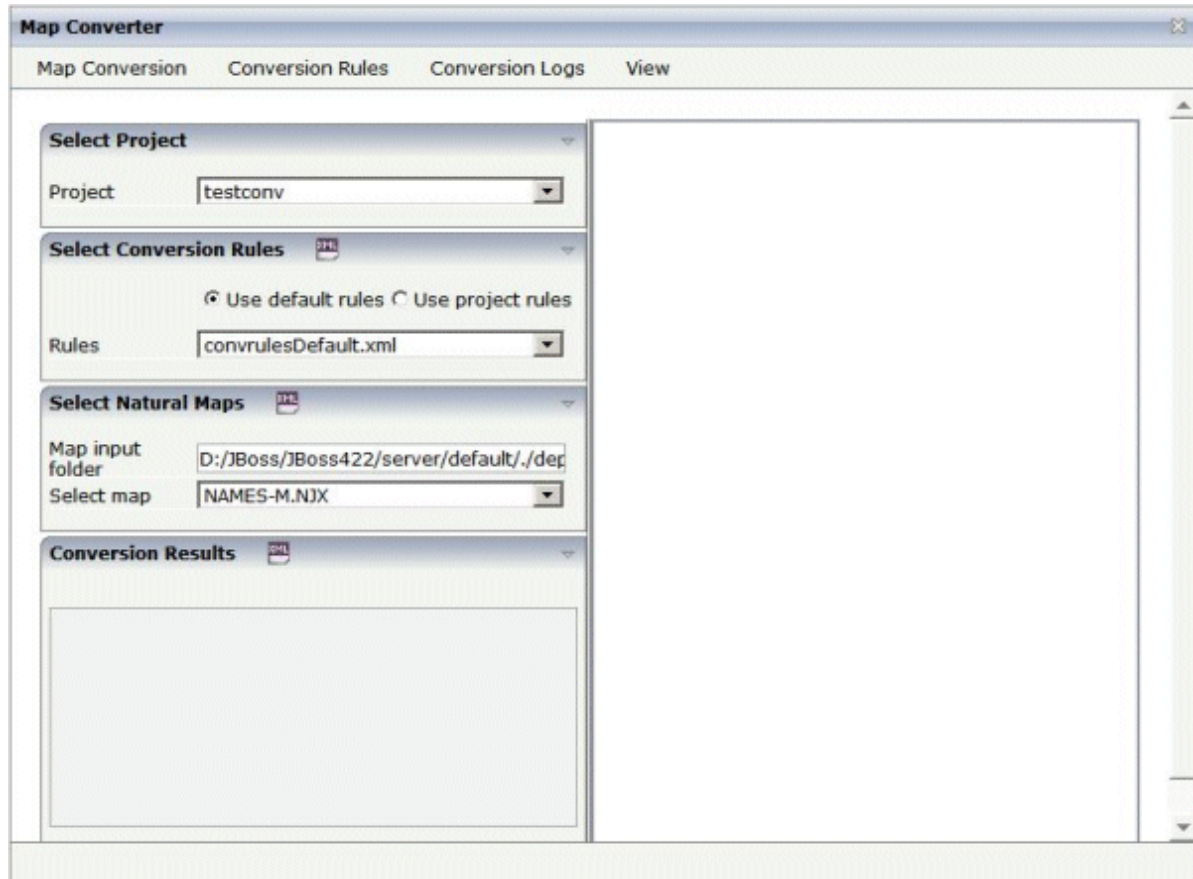 Map Converter
Map Conversion Conversion Rules Conversion Logs View
Select Project
Project testconv
Select Conversion Rules
Use default rules Use project rules
Rules convrulesDefault.xml
Select Natural Maps
Map input
folder D:/JBoss/JBoss422/server/default/./dep
Select map NAMES-M.NJX
Conversion Results